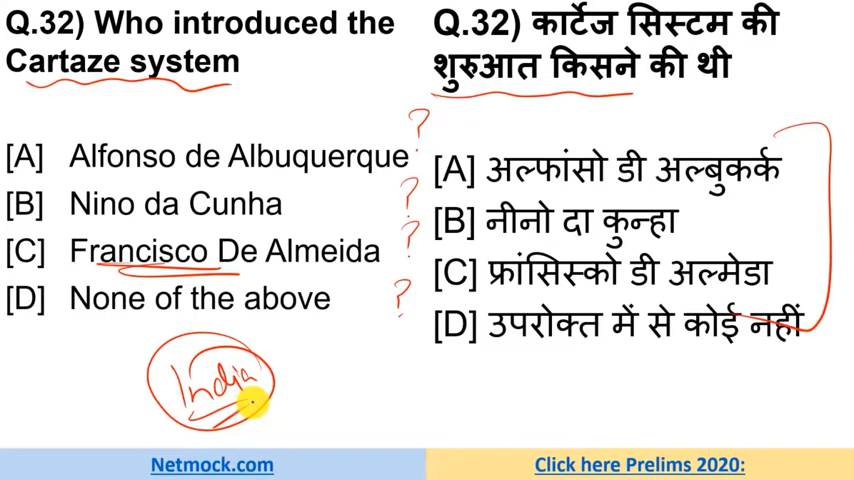 Q.32) Who introduced the
Cartaze system
[A] Alfonso de Albuquerque ?
[B] Nino da Cunha ?
[C] Francisco De Almeida ?
[D] None of the above ?
India
Q.32) कार्टेज सिस्टम की
शुरुआत किसने की थी
[A] अल्फांसो डी अल्बुकर्क
[B] नीनो दा कुन्हा
[C] फ्रांसिस्को डी अल्मेडा
[D] उपरोक्त में से कोई नहीं
Netmock.com
Click here Prelims 2020: